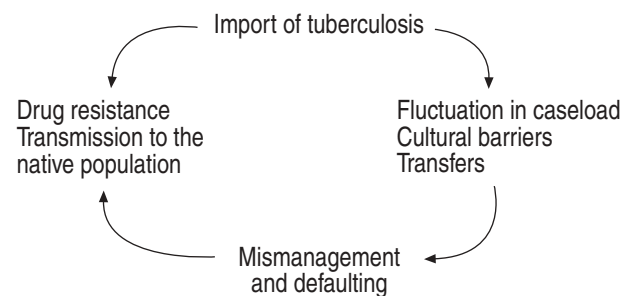 Import of tuberculosis
Drug resistance
Transmission to the
native population
Fluctuation in caseload
Cultural barriers
Transfers
Mismanagement
and defaulting